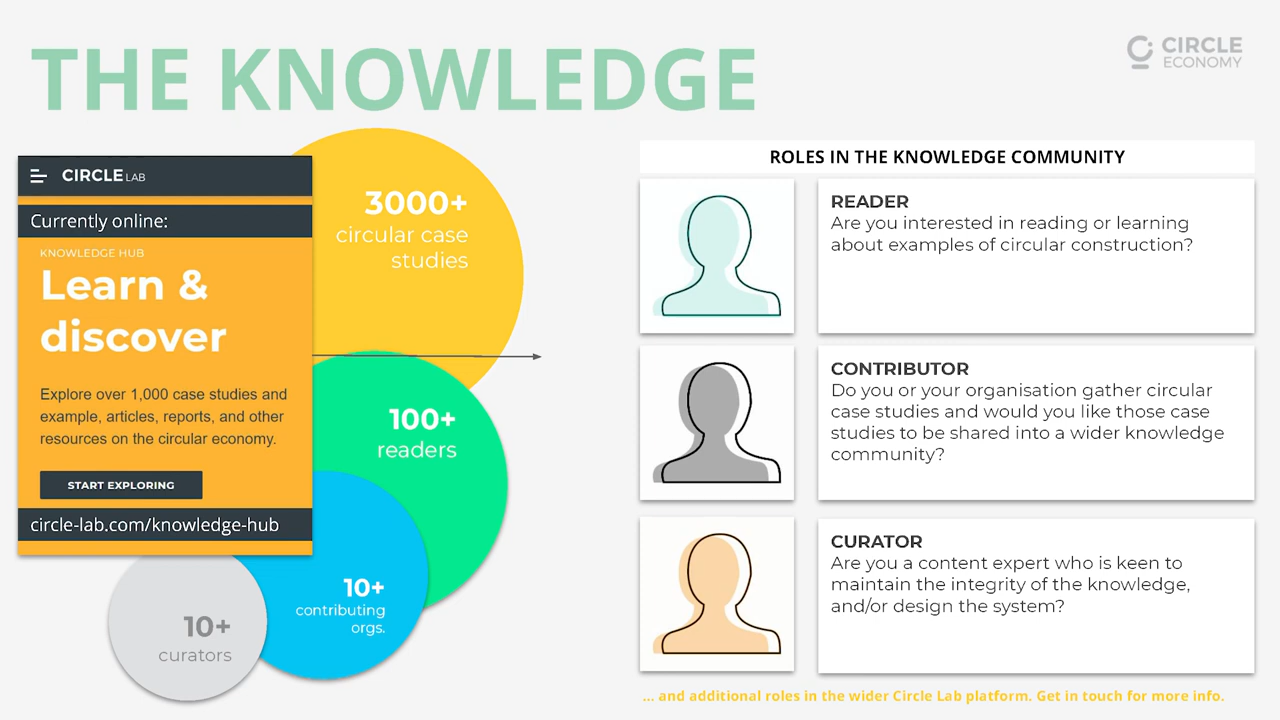 THE KNOWLEDGE
CIRCLE
ECONOMY
CIRCLE LAB
Currently online:
KNOWLEDGE HUB
Learn &
discover
Explore over 1,000 case studies and
example, articles, reports, and other
resources on the circular economy.
START EXPLORING
circle-lab.com/knowledge-hub
3000+
circular case
studies
100+
readers
10+
contributing
orgs.
10+
curators
ROLES IN THE KNOWLEDGE COMMUNITY
READER
Are you interested in reading or learning
about examples of circular construction?
CONTRIBUTOR
Do you or your organisation gather circular
case studies and would you like those case
studies to be shared into a wider knowledge
community?
CURATOR
Are you a content expert who is keen to
maintain the integrity of the knowledge,
and/or design the system?
... and additional roles in the wider Circle Lab platform. Get in touch for more info.